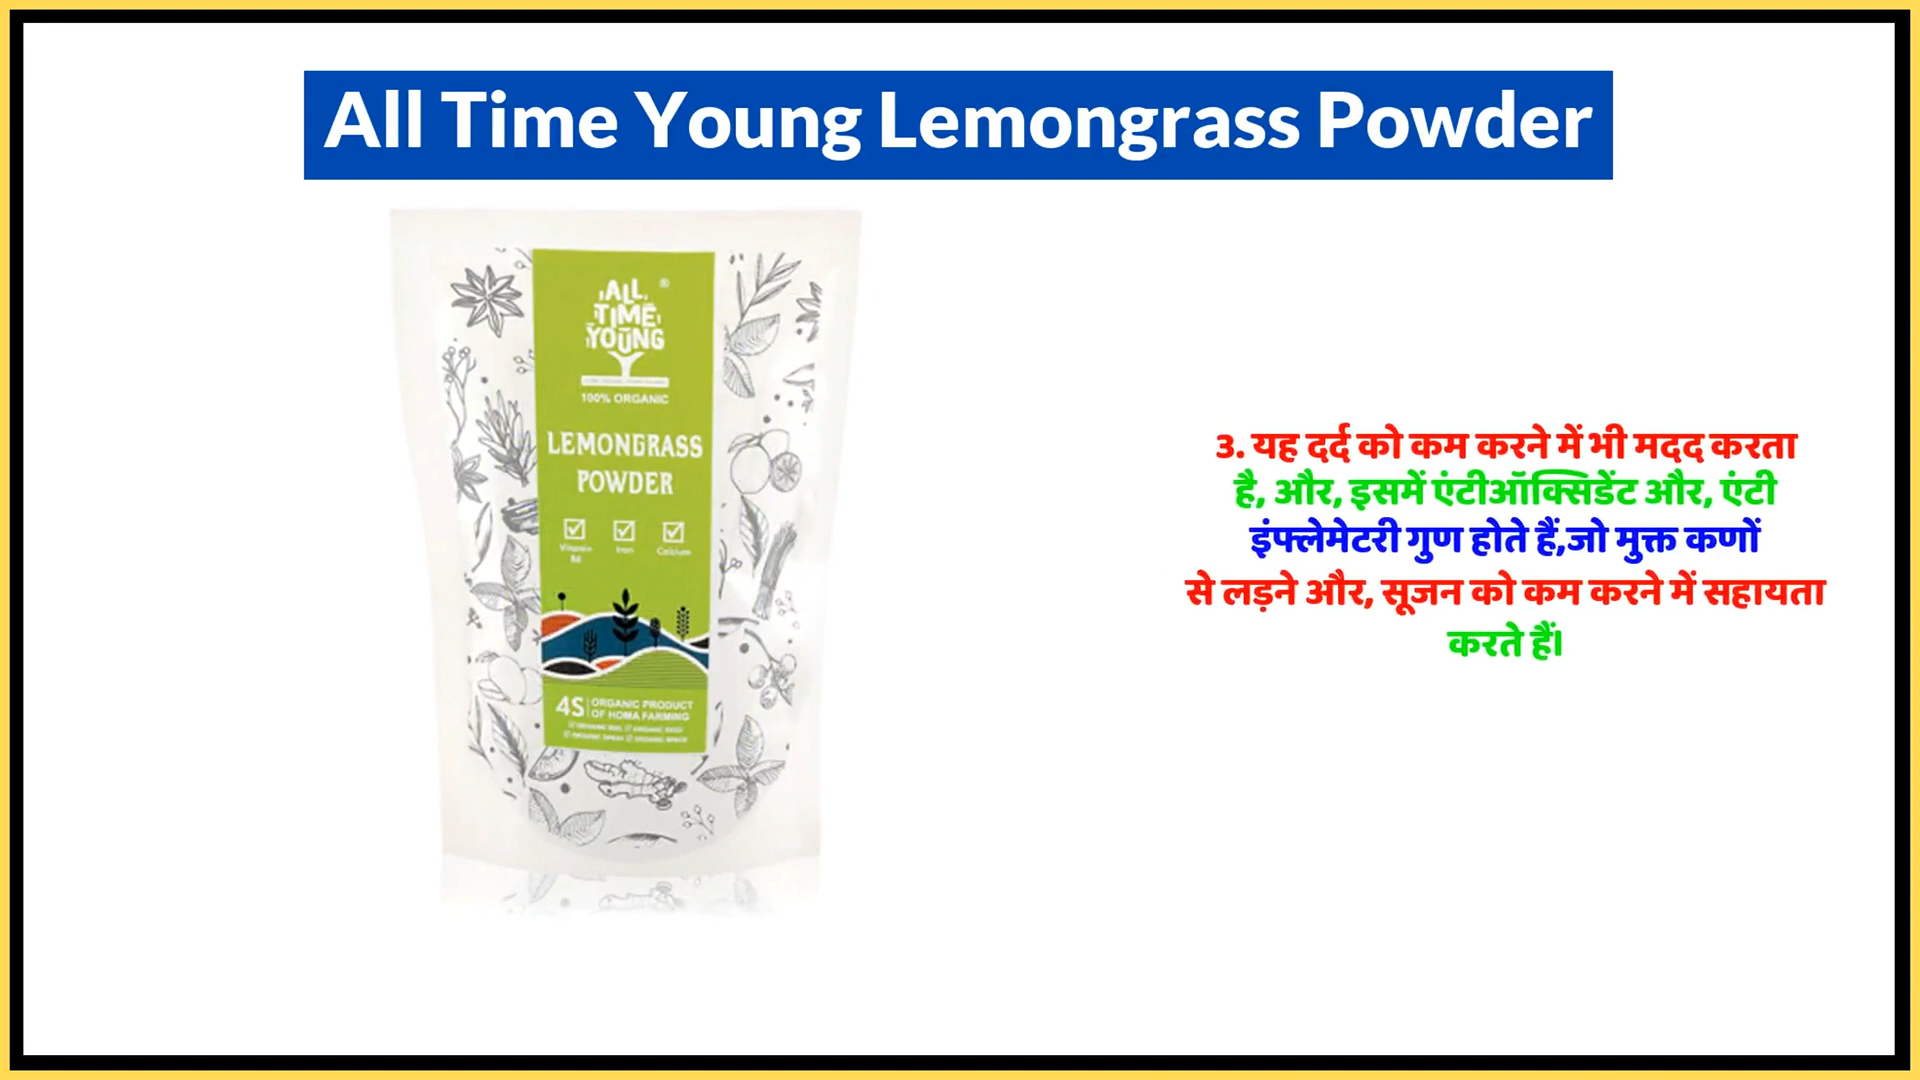 All Time Young Lemongrass Powder
ALL
TIME
YOUNG
®
100% ORGANIC
LEMONGRASS
POWDER
Vitamin Iron Calcium
B6
4S ORGANIC PRODUCT
OF HOMA FARMING
3. यह दर्द को कम करने में भी मदद करता
है, और, इसमें एंटीऑक्सिडेंट और, एंटी
इंफ्लेमेटरी गुण होते हैं,जो मुक्त कणों
से लड़ने और, सूजन को कम करने में सहायता
करते हैं।